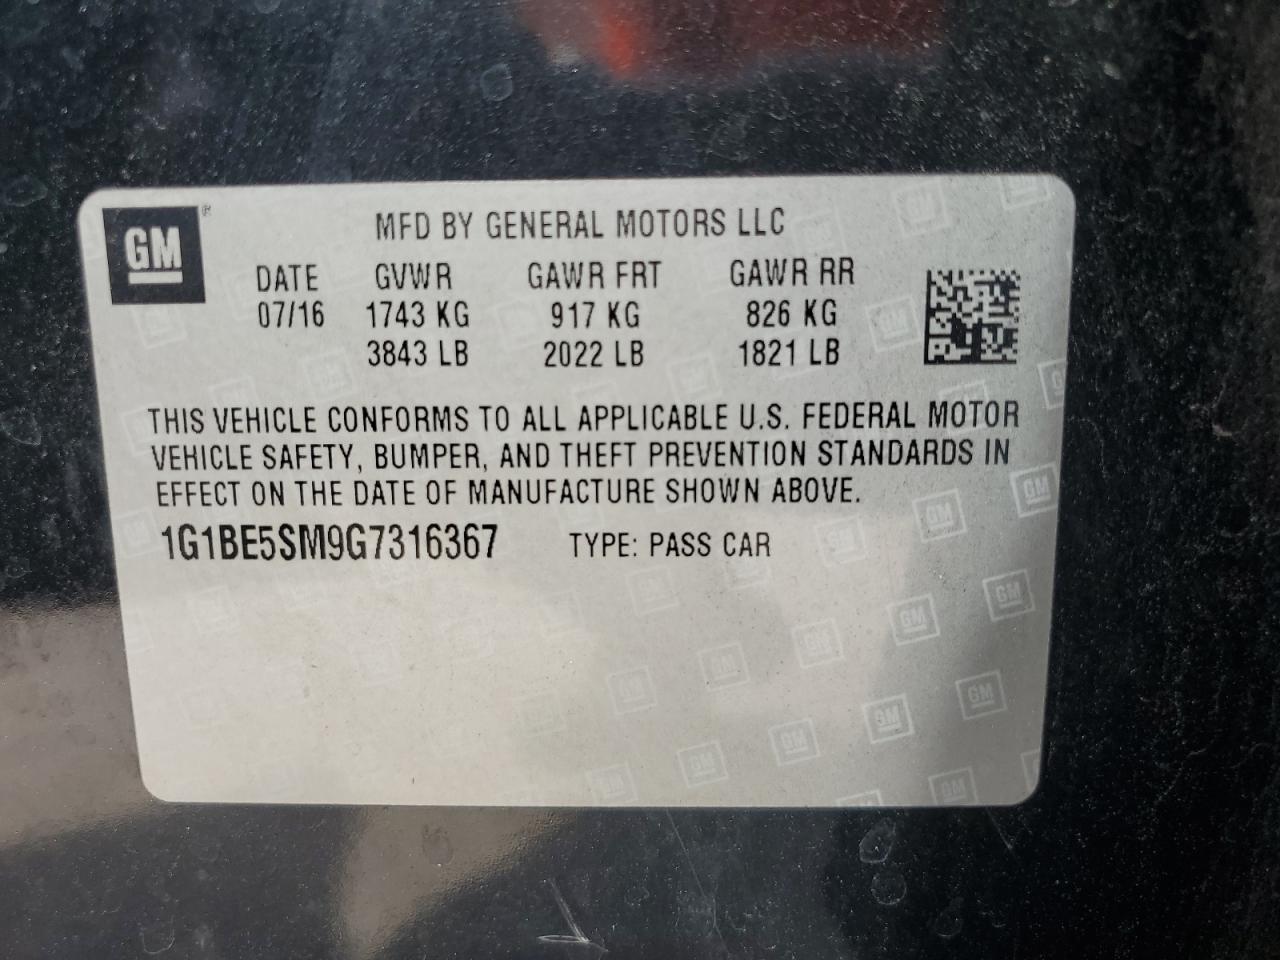 GM ®
MFD BY GENERAL MOTORS LLC
DATE GVWR GAWR FRT GAWR RR
07/16 1743 KG 917 KG 826 KG
3843 LB 2022 LB 1821 LB
THIS VEHICLE CONFORMS TO ALL APPLICABLE U.S. FEDERAL MOTOR
VEHICLE SAFETY, BUMPER, AND THEFT PREVENTION STANDARDS IN
EFFECT ON THE DATE OF MANUFACTURE SHOWN ABOVE.
1G1BE5SM9G7316367 TYPE: PASS CAR